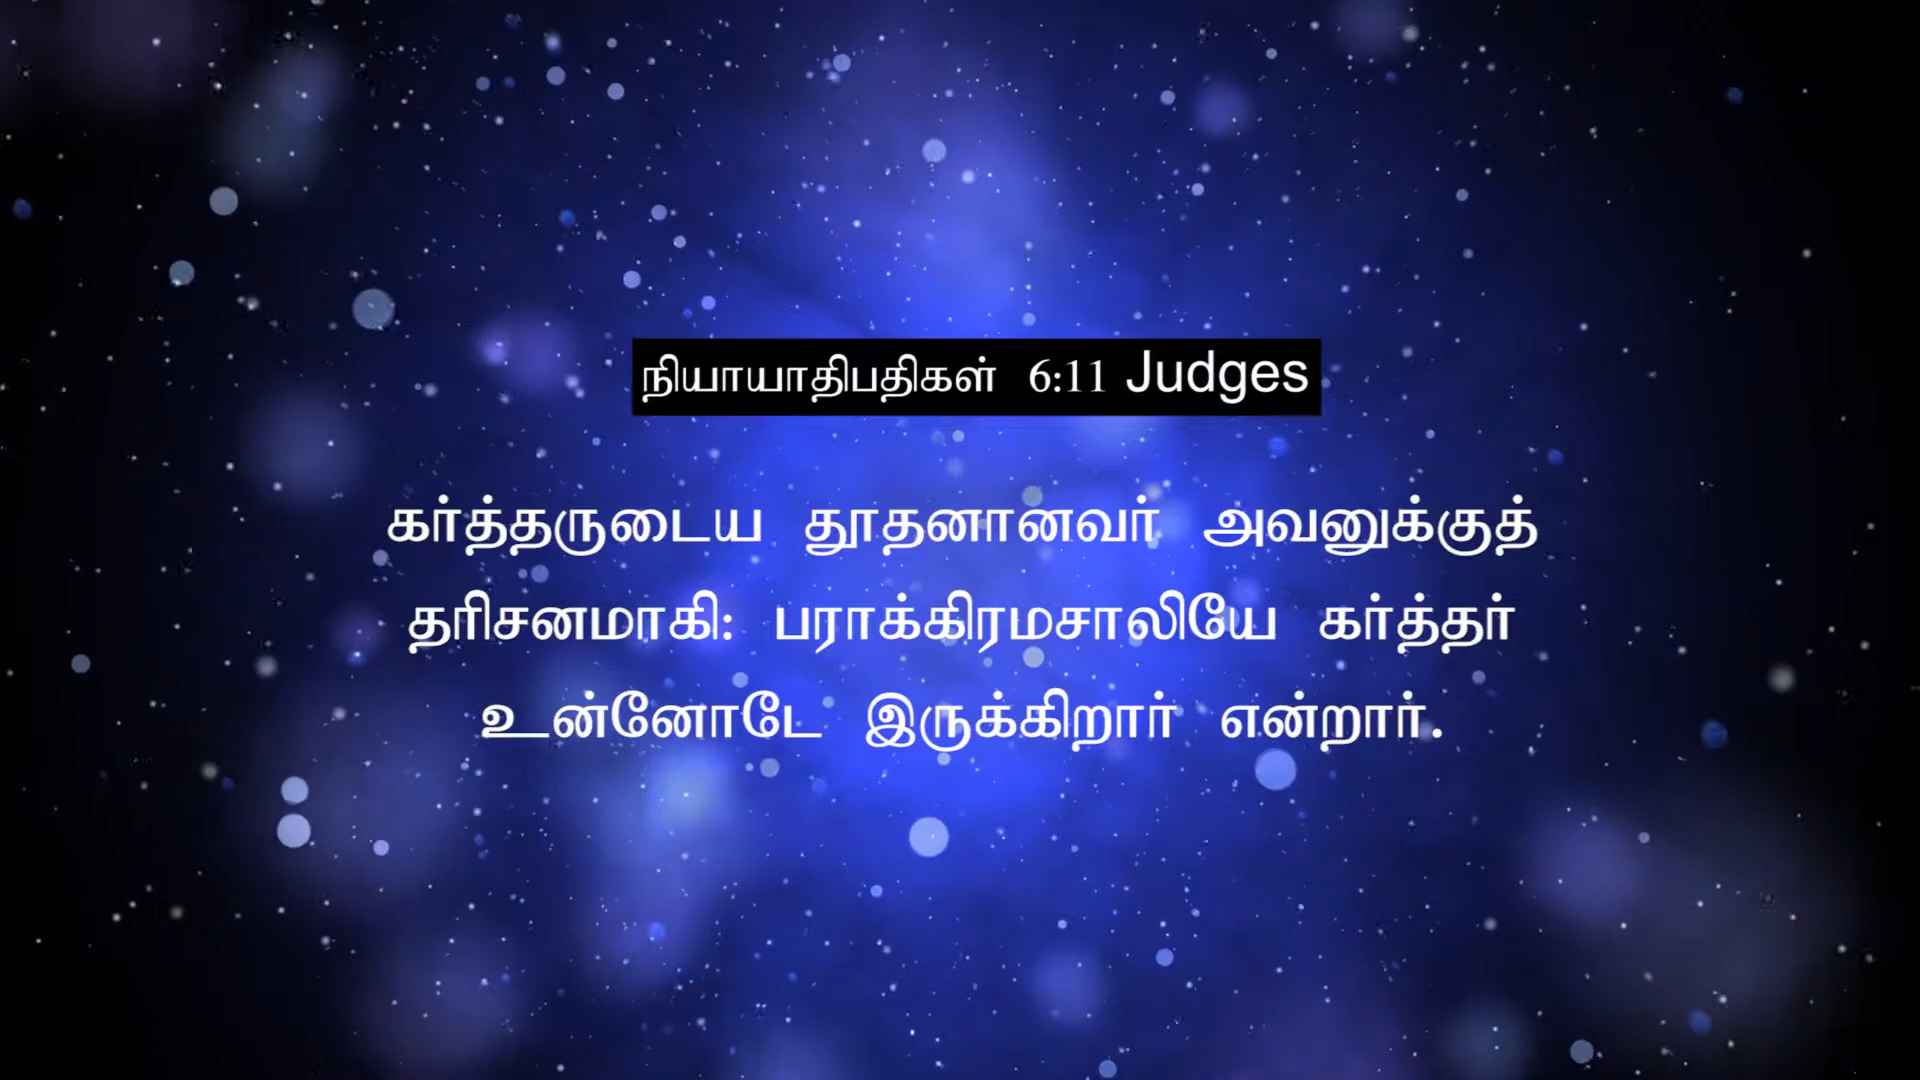 நியாயாதிபதிகள் 6:11 Judges
கர்த்தருடைய தூதனானவர் அவனுக்குத்
தரிசனமாகி: பராக்கிரமசாலியே கர்த்தர்
உன்னோடே இருக்கிறார் என்றார்.